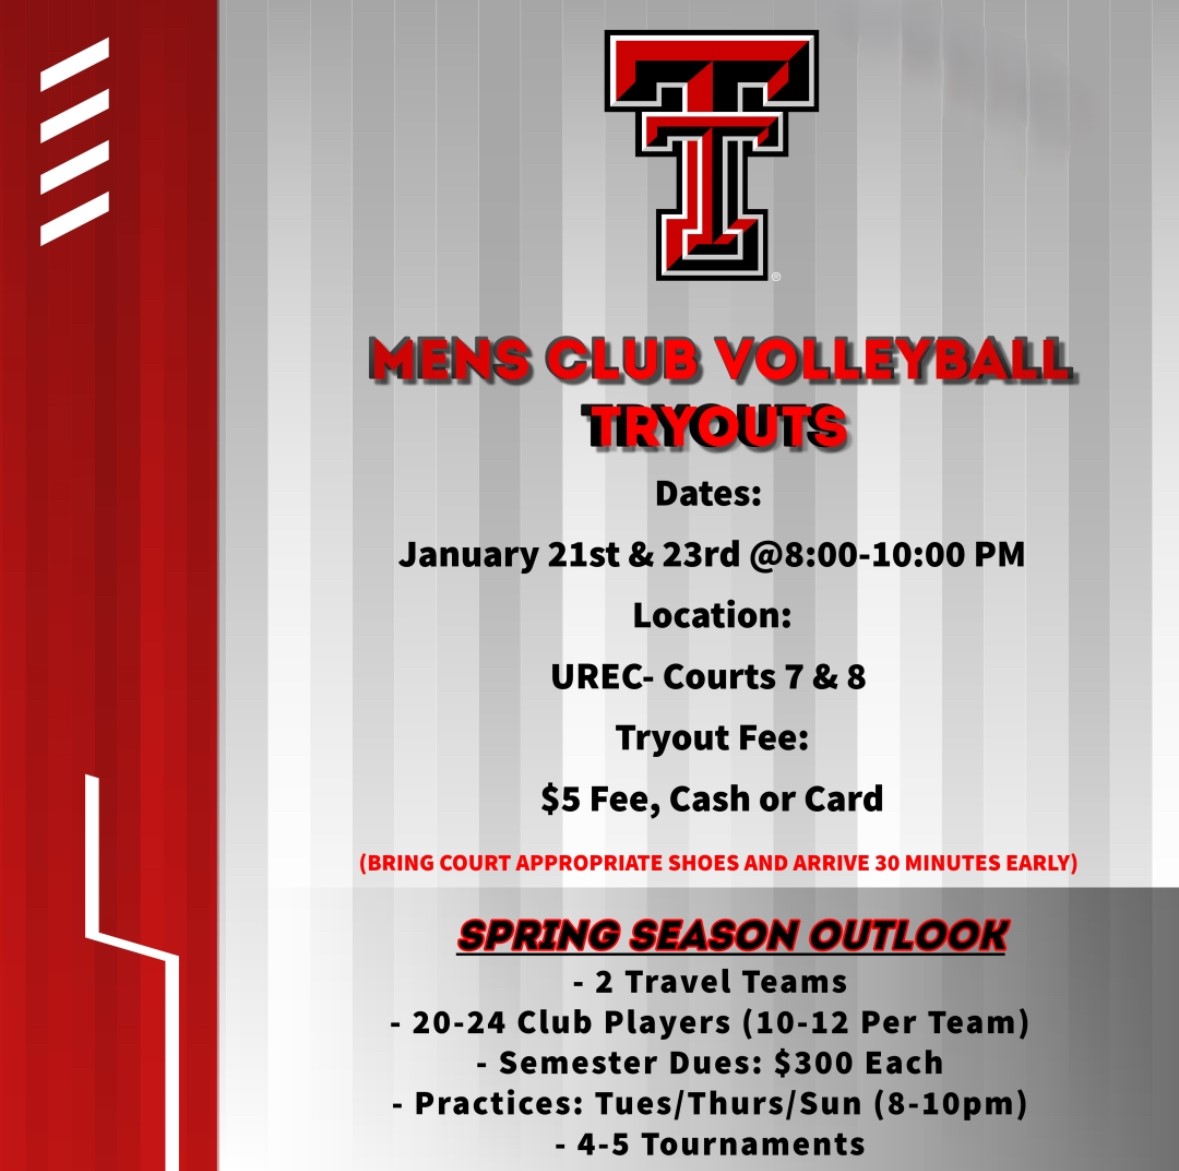 MENS CLUB VOLLEYBALL
TRYOUTS
Dates:
January 21st & 23rd @8:00-10:00 PM
Location:
UREC- Courts 7 & 8
Tryout Fee:
$5 Fee, Cash or Card
(BRING COURT APPROPRIATE SHOES AND ARRIVE 30 MINUTES EARLY)
SPRING SEASON OUTLOOK
- 2 Travel Teams
- 20-24 Club Players (10-12 Per Team)
- Semester Dues: $300 Each
- Practices: Tues/Thurs/Sun (8-10pm)
- 4-5 Tournaments